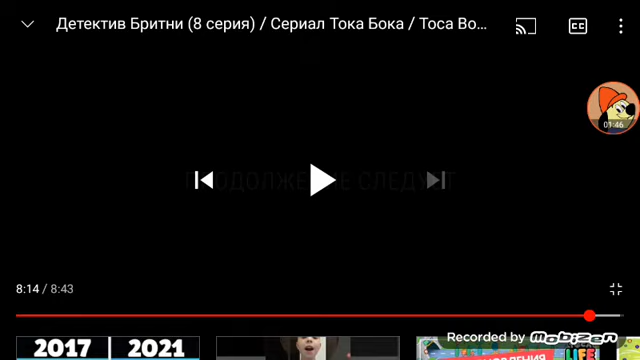 Детектив Бритни (8 серия) / Сериал Тока Бока / Toca Bo...
01:46
ПРОДОЛЖЕНИЕ СЛЕДУЕТ
8:14 / 8:43
Recorded by Mobizen
2017 2021
LIFE